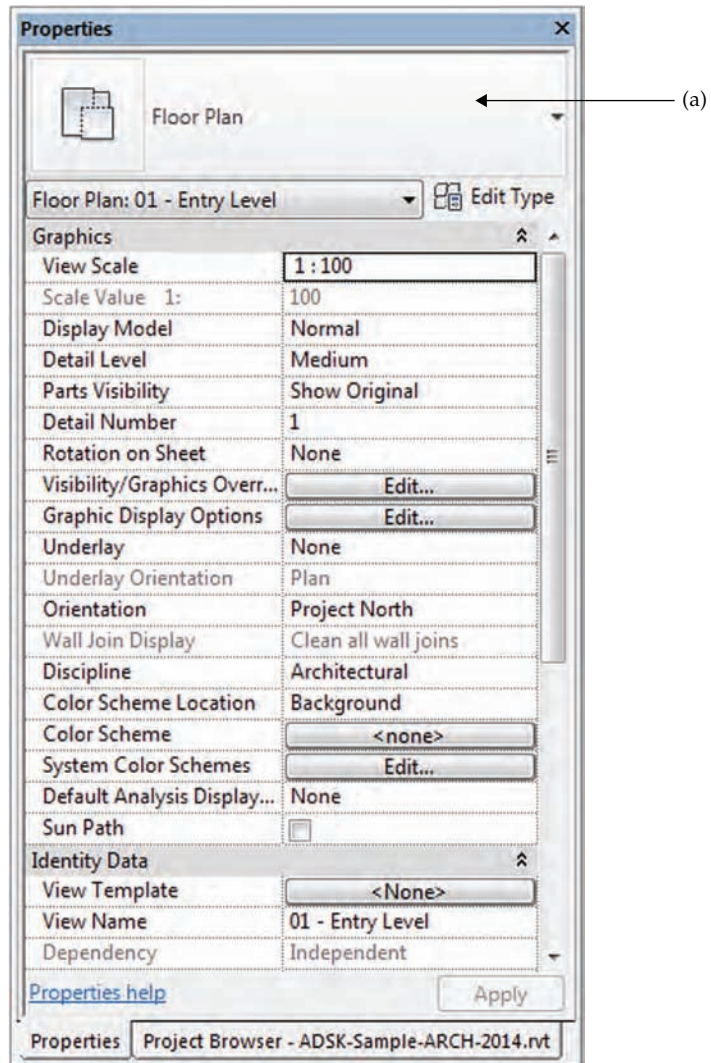 Properties
Floor Plan
(a)
Floor Plan: 01 - Entry Level Edit Type
Graphics
View Scale 1 : 100
Scale Value 1: 100
Display Model Normal
Detail Level Medium
Parts Visibility Show Original
Detail Number 1
Rotation on Sheet None
Visibility/Graphics Overr... Edit...
Graphic Display Options Edit...
Underlay None
Underlay Orientation Plan
Orientation Project North
Wall Join Display Clean all wall joins
Discipline Architectural
Color Scheme Location Background
Color Scheme <none>
System Color Schemes Edit...
Default Analysis Display... None
Sun Path
Identity Data
View Template <None>
View Name 01 - Entry Level
Dependency Independent
Properties help Apply
Properties Project Browser - ADSK-Sample-ARCH-2014.rvt